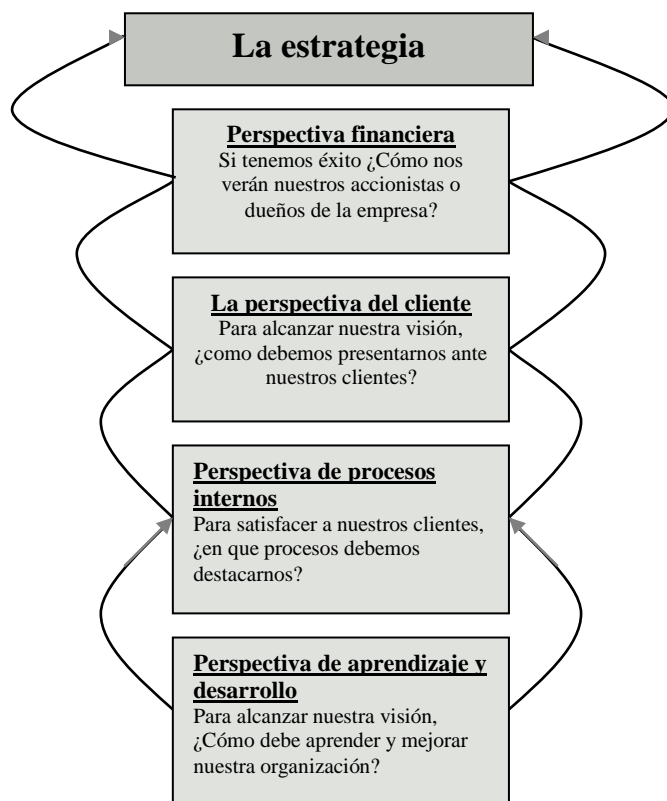 La estrategia
Perspectiva financiera
Si tenemos éxito ¿Cómo nos
verán nuestros accionistas o
dueños de la empresa?
La perspectiva del cliente
Para alcanzar nuestra visión,
¿como debemos presentarnos ante
nuestros clientes?
Perspectiva de procesos
internos
Para satisfacer a nuestros clientes,
¿en que procesos debemos
destacarnos?
Perspectiva de aprendizaje y
desarrollo
Para alcanzar nuestra visión,
¿Cómo debe aprender y mejorar
nuestra organización?